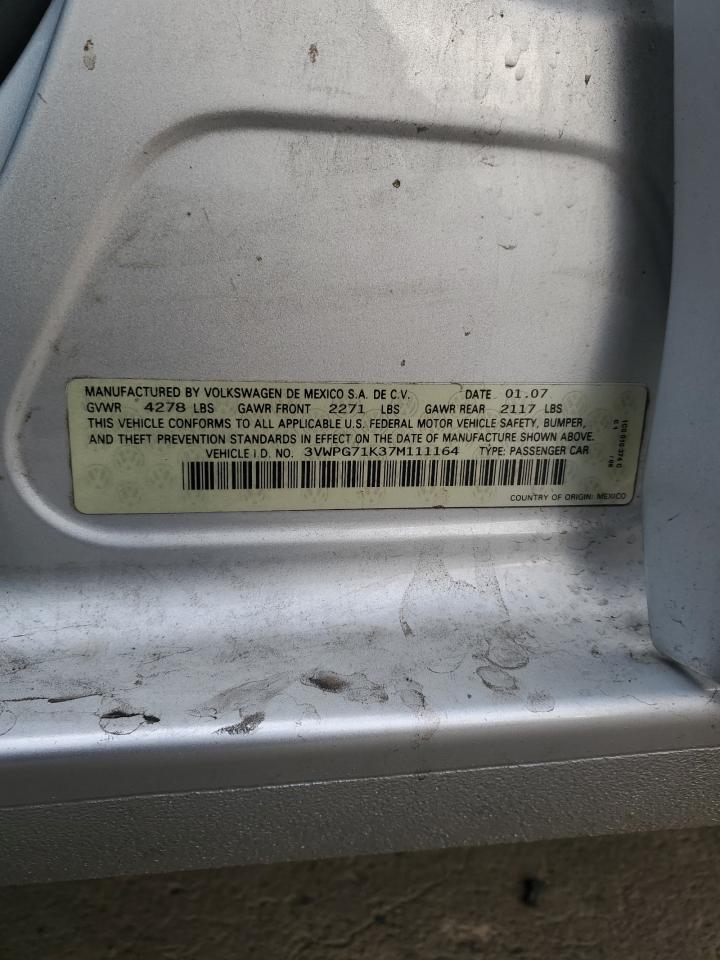 MANUFACTURED BY VOLKSWAGEN DE MEXICO S.A. DE C.V. DATE 01.07
GVWR 4278 LBS GAWR FRONT 2271 LBS GAWR REAR 2117 LBS
THIS VEHICLE CONFORMS TO ALL APPLICABLE U.S. FEDERAL MOTOR VEHICLE SAFETY, BUMPER,
AND THEFT PREVENTION STANDARDS IN EFFECT ON THE DATE OF MANUFACTURE SHOWN ABOVE.
VEHICLE I D. NO. 3VWPG71K37M111164 TYPE: PASSENGER CAR
COUNTRY OF ORIGIN: MEXICO